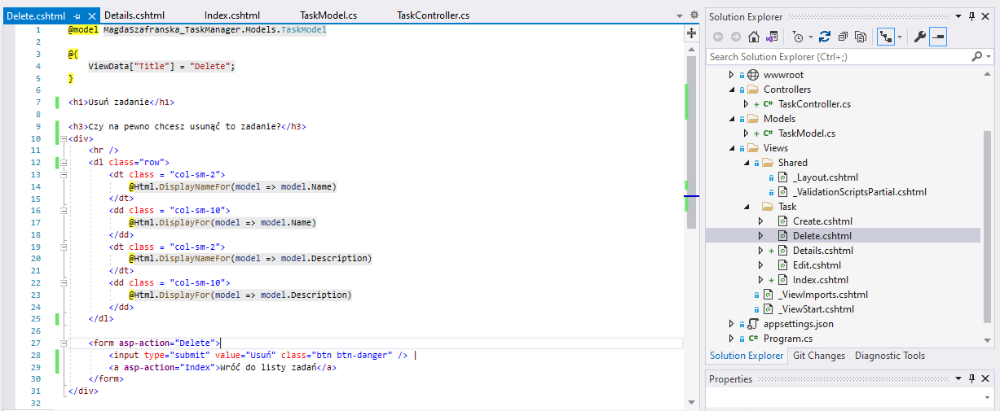 Delete.cshtml Details.cshtml Index.cshtml TaskModel.cs TaskController.cs
1 @model MagdaSzafranska_TaskManager.Models.TaskModel
2
3 @{
4 ViewData["Title"] = "Delete";
5 }
6
7 <h1>Usuń zadanie</h1>
8
9 <h3>Czy na pewno chcesz usunąć to zadanie?</h3>
10 <div>
11 <hr />
12 <dl class="row">
13 <dt class = "col-sm-2">
14 @Html.DisplayNameFor(model => model.Name)
15 </dt>
16 <dd class = "col-sm-10">
17 @Html.DisplayFor(model => model.Name)
18 </dd>
19 <dt class = "col-sm-2">
20 @Html.DisplayNameFor(model => model.Description)
21 </dt>
22 <dd class = "col-sm-10">
23 @Html.DisplayFor(model => model.Description)
24 </dd>
25 </dl>
26
27 <form asp-action="Delete">
28 <input type="submit" value="Usuń" class="btn btn-danger" /> |
29 <a asp-action="Index">Wróć do listy zadań</a>
30 </form>
31 </div>
32
Solution Explorer
Search Solution Explorer (Ctrl+;)
wwwroot
Controllers
C# TaskController.cs
Models
C# TaskModel.cs
Views
Shared
_Layout.cshtml
_ValidationScriptsPartial.cshtml
Task
Create.cshtml
Delete.cshtml
Details.cshtml
Edit.cshtml
Index.cshtml
_ViewImports.cshtml
_ViewStart.cshtml
appsettings.json
C# Program.cs
Solution Explorer Git Changes Diagnostic Tools
Properties